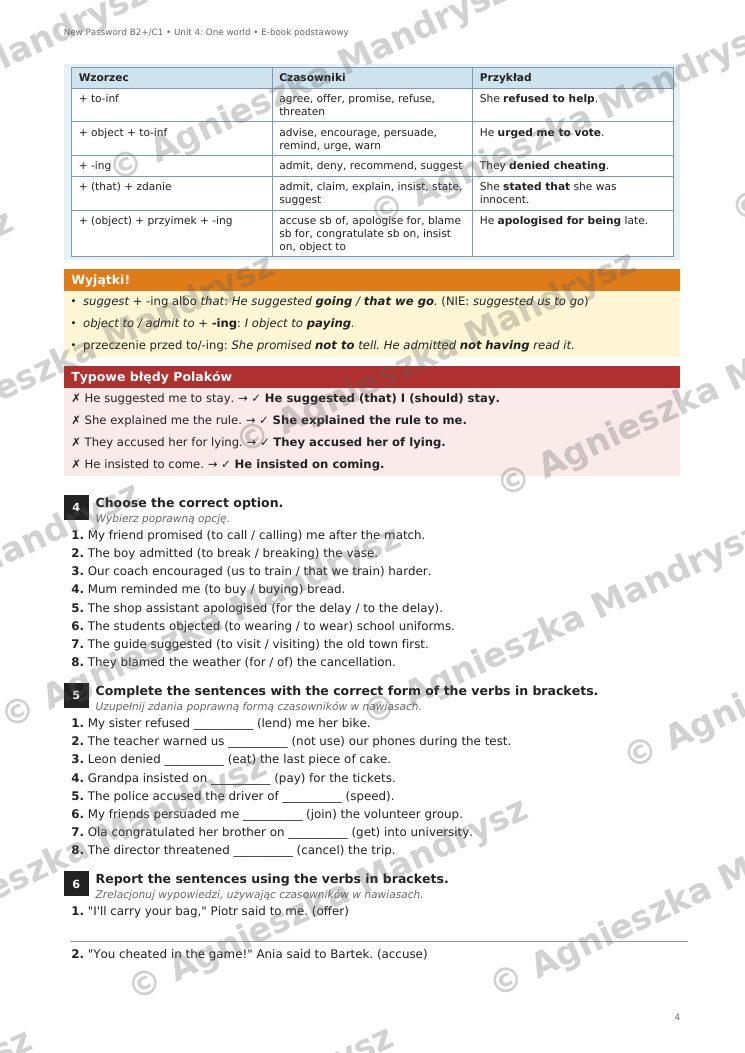 New Password B2+/C1 • Unit 4: One world • E-book podstawowy
Wzorzec Czasowniki Przykład
+ to-inf agree, offer, promise, refuse, threaten She refused to help.
+ object + to-inf advise, encourage, persuade, remind, urge, warn He urged me to vote.
+ -ing admit, deny, recommend, suggest They denied cheating.
+ (that) + zdanie admit, claim, explain, insist, state, suggest She stated that she was innocent.
+ (object) + przyimek + -ing accuse sb of, apologise for, blame sb for, congratulate sb on, insist on, object to He apologised for being late.
Wyjątki!
• suggest + -ing albo that: He suggested going / that we go. (NIE: suggested us to go)
• object to / admit to + -ing: I object to paying.
• przeczenie przed to/-ing: She promised not to tell. He admitted not having read it.
Typowe błędy Polaków
✗ He suggested me to stay. → ✓ He suggested (that) I (should) stay.
✗ She explained me the rule. → ✓ She explained the rule to me.
✗ They accused her for lying. → ✓ They accused her of lying.
✗ He insisted to come. → ✓ He insisted on coming.
4 Choose the correct option.
Wybierz poprawną opcję.
1. My friend promised (to call / calling) me after the match.
2. The boy admitted (to break / breaking) the vase.
3. Our coach encouraged (us to train / that we train) harder.
4. Mum reminded me (to buy / buying) bread.
5. The shop assistant apologised (for the delay / to the delay).
6. The students objected (to wearing / to wear) school uniforms.
7. The guide suggested (to visit / visiting) the old town first.
8. They blamed the weather (for / of) the cancellation.
5 Complete the sentences with the correct form of the verbs in brackets.
Uzupełnij zdania poprawną formą czasowników w nawiasach.
1. My sister refused __________ (lend) me her bike.
2. The teacher warned us __________ (not use) our phones during the test.
3. Leon denied __________ (eat) the last piece of cake.
4. Grandpa insisted on __________ (pay) for the tickets.
5. The police accused the driver of __________ (speed).
6. My friends persuaded me __________ (join) the volunteer group.
7. Ola congratulated her brother on __________ (get) into university.
8. The director threatened __________ (cancel) the trip.
6 Report the sentences using the verbs in brackets.
Zrelacjonuj wypowiedzi, używając czasowników w nawiasach.
1. "I'll carry your bag," Piotr said to me. (offer)
2. "You cheated in the game!" Ania said to Bartek. (accuse)
4
© Agnieszka Mandrysz